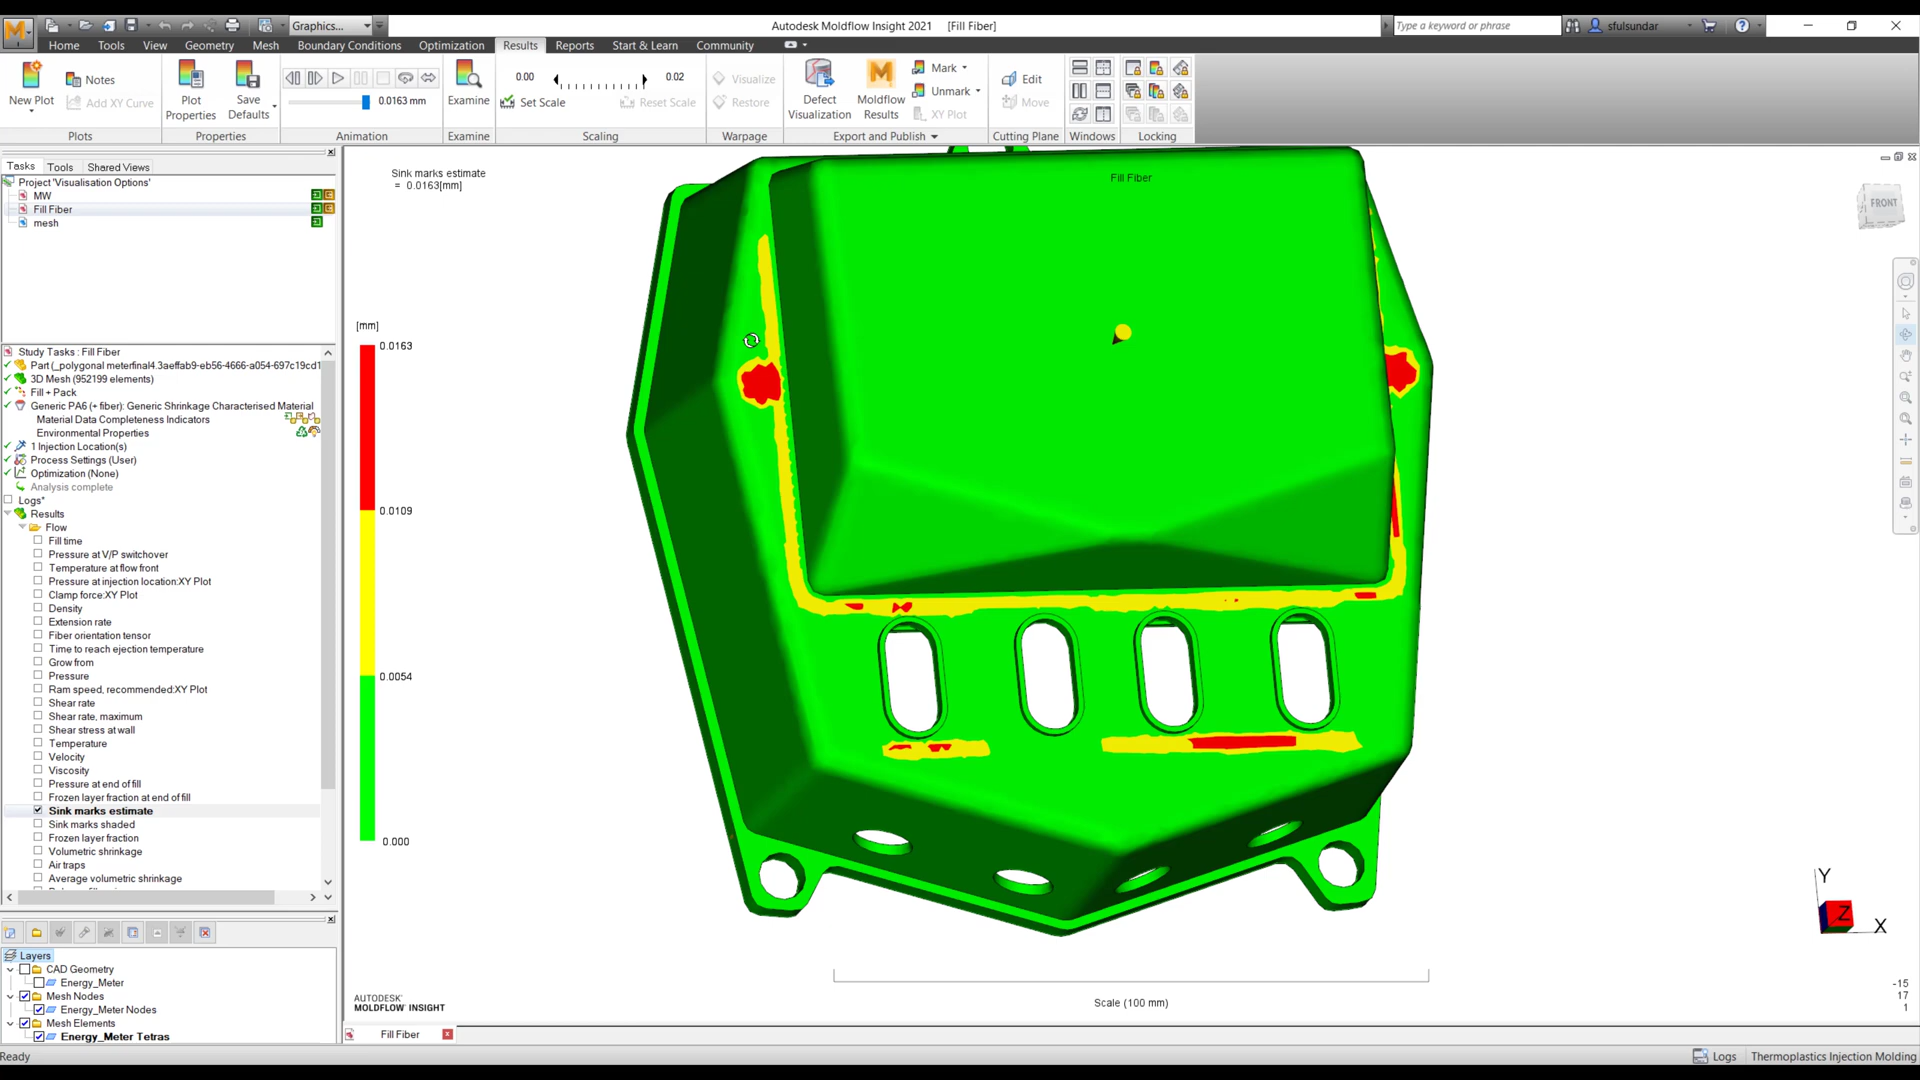 Graphics...
Autodesk Moldflow Insight 2021 [Fill Fiber]
Type a keyword or phrase
sfulsundar
Home Tools View Geometry Mesh Boundary Conditions Optimization Results Reports Start & Learn Community
New Plot
Notes
Add XY Curve
Plots
Plot Properties
Save Defaults
Properties
0.0163 mm
Animation
Examine
Examine
0.00 0.02
Set Scale Reset Scale
Scaling
Visualize
Restore
Warpage
Defect Visualization
Moldflow Results
Mark
Unmark
XY Plot
Export and Publish
Edit
Move
Cutting Plane
Windows
Locking
Tasks Tools Shared Views
Project 'Visualisation Options'
MW
Fill Fiber
mesh
Study Tasks : Fill Fiber
Part (_polygonal meterfinal4.3aeffab9-eb56-4666-a054-697c19cd1
3D Mesh (952199 elements)
Fill + Pack
Generic PA6 (+ fiber): Generic Shrinkage Characterised Material
Material Data Completeness Indicators
Environmental Properties
1 Injection Location(s)
Process Settings (User)
Optimization (None)
Analysis complete
Logs*
Results
Flow
Fill time
Pressure at V/P switchover
Temperature at flow front
Pressure at injection location:XY Plot
Clamp force:XY Plot
Density
Extension rate
Fiber orientation tensor
Time to reach ejection temperature
Grow from
Pressure
Ram speed, recommended:XY Plot
Shear rate
Shear rate, maximum
Shear stress at wall
Temperature
Velocity
Viscosity
Pressure at end of fill
Frozen layer fraction at end of fill
Sink marks estimate
Sink marks shaded
Frozen layer fraction
Volumetric shrinkage
Air traps
Average volumetric shrinkage
Layers
CAD Geometry
Energy_Meter
Mesh Nodes
Energy_Meter Nodes
Mesh Elements
Energy_Meter Tetras
Sink marks estimate
= 0.0163[mm]
Fill Fiber
FRONT
[mm]
0.0163
0.0109
0.0054
0.000
Y
Z
X
-15
17
1
Scale (100 mm)
AUTODESK
MOLDFLOW INSIGHT
Fill Fiber
Ready
Logs Thermoplastics Injection Molding